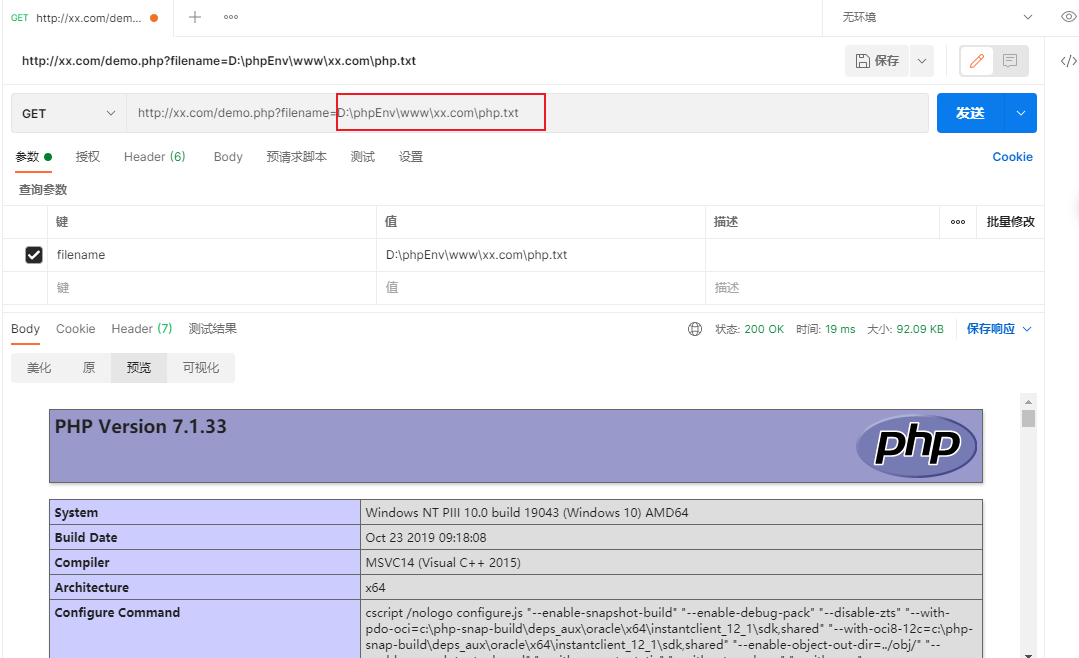 GET http://xx.com/dem...
无环境
http://xx.com/demo.php?filename=D:\phpEnv\www\xx.com\php.txt
保存
GET http://xx.com/demo.php?filename=D:\phpEnv\www\xx.com\php.txt
发送
参数 授权 Header (6) Body 预请求脚本 测试 设置 Cookie
查询参数
键 值 描述 批量修改
filename D:\phpEnv\www\xx.com\php.txt
键 值 描述
Body Cookie Header (7) 测试结果 状态: 200 OK 时间: 19 ms 大小: 92.09 KB 保存响应
美化 原 预览 可视化
PHP Version 7.1.33
php
System Windows NT PIII 10.0 build 19043 (Windows 10) AMD64
Build Date Oct 23 2019 09:18:08
Compiler MSVC14 (Visual C++ 2015)
Architecture x64
Configure Command cscript /nologo configure.js "--enable-snapshot-build" "--enable-debug-pack" "--disable-zts" "--with-
pdo-oci=c:\php-snap-build\deps_aux\oracle\x64\instantclient_12_1\sdk,shared" "--with-oci8-12c=c:\php-
snap-build\deps_aux\oracle\x64\instantclient_12_1\sdk,shared" "--enable-object-out-dir=../obj/" "--